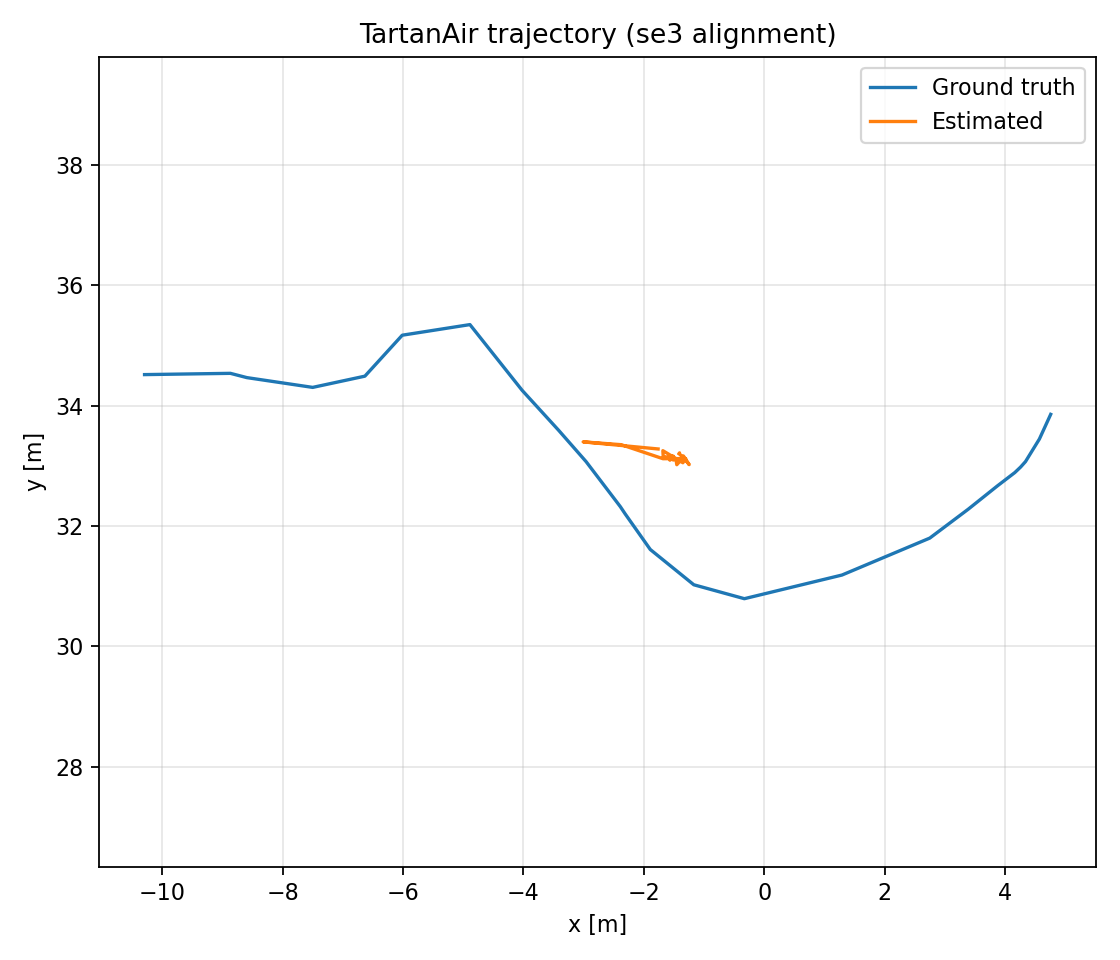 TartanAir trajectory (se3 alignment)
Ground truth
Estimated
38
36
34
32
30
28
y [m]
−10
−8
−6
−4
−2
0
2
4
x [m]